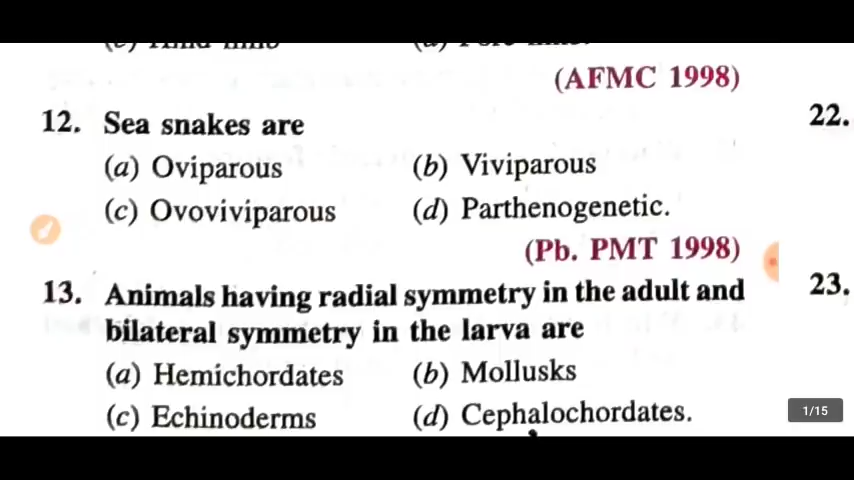 (AFMC 1998)
12. Sea snakes are
(a) Oviparous (b) Viviparous
(c) Ovoviviparous (d) Parthenogenetic.
(Pb. PMT 1998)
13. Animals having radial symmetry in the adult and
bilateral symmetry in the larva are
(a) Hemichordates (b) Mollusks
(c) Echinoderms (d) Cephalochordates.
22.
23.
1/15